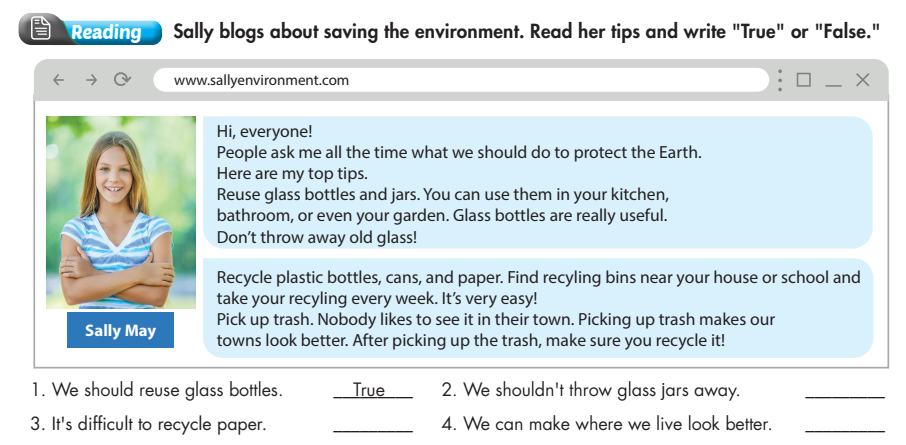 Reading Sally blogs about saving the environment. Read her tips and write "True" or "False."
www.sallyenvironment.com
Hi, everyone!
People ask me all the time what we should do to protect the Earth.
Here are my top tips.
Reuse glass bottles and jars. You can use them in your kitchen,
bathroom, or even your garden. Glass bottles are really useful.
Don't throw away old glass!
Recycle plastic bottles, cans, and paper. Find recyling bins near your house or school and
take your recyling every week. It's very easy!
Pick up trash. Nobody likes to see it in their town. Picking up trash makes our
towns look better. After picking up the trash, make sure you recycle it!
Sally May
1. We should reuse glass bottles. __True__ 2. We shouldn't throw glass jars away. ________
3. It's difficult to recycle paper. ________ 4. We can make where we live look better. ________